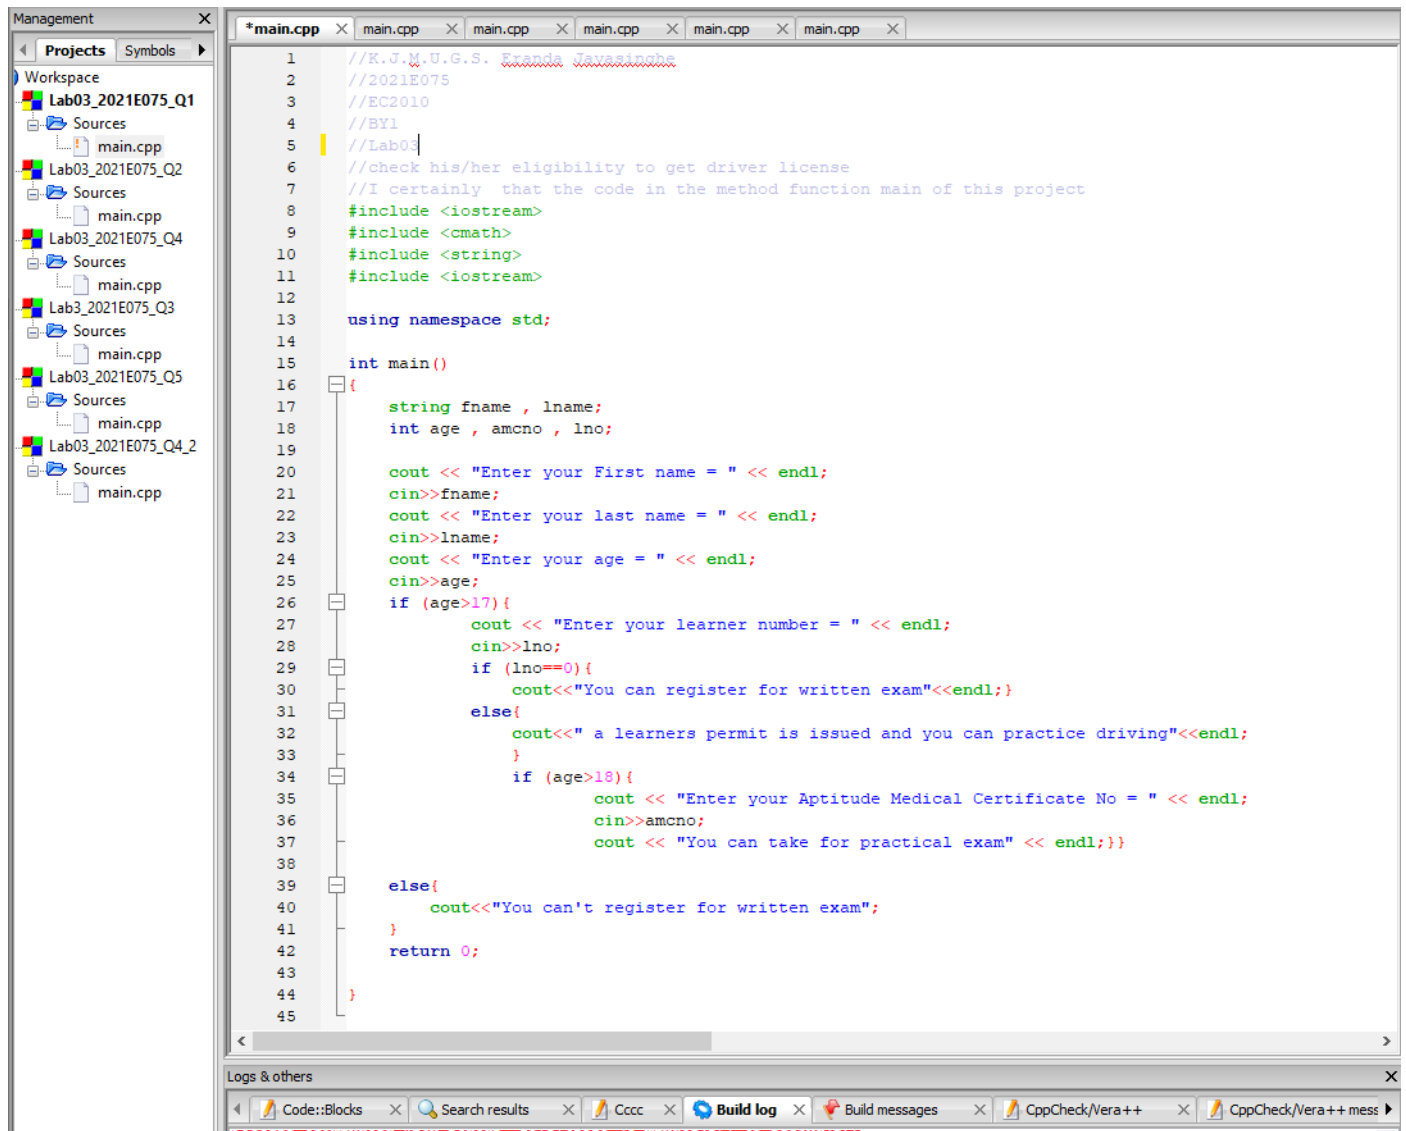 Management X
Projects Symbols
Workspace
Lab03_2021E075_Q1
Sources
main.cpp
Lab03_2021E075_Q2
Sources
main.cpp
Lab03_2021E075_Q4
Sources
main.cpp
Lab3_2021E075_Q3
Sources
main.cpp
Lab03_2021E075_Q5
Sources
main.cpp
Lab03_2021E075_Q4_2
Sources
main.cpp
*main.cpp X main.cpp X main.cpp X main.cpp X main.cpp X main.cpp X
1 //K.J.M.U.G.S. Eranda Jayasinghe
2 //2021E075
3 //EC2010
4 //BY1
5 //Lab03
6 //check his/her eligibility to get driver license
7 //I certainly  that the code in the method function main of this project
8 #include <iostream>
9 #include <cmath>
10 #include <string>
11 #include <iostream>
12
13 using namespace std;
14
15 int main()
16 {
17     string fname , lname;
18     int age , amcno , lno;
19
20     cout << "Enter your First name = " << endl;
21     cin>>fname;
22     cout << "Enter your last name = " << endl;
23     cin>>lname;
24     cout << "Enter your age = " << endl;
25     cin>>age;
26     if (age>17){
27             cout << "Enter your learner number = " << endl;
28             cin>>lno;
29             if (lno==0){
30                 cout<<"You can register for written exam"<<endl;}
31             else{
32                 cout<<" a learners permit is issued and you can practice driving"<<endl;
33                 }
34                 if (age>18){
35                         cout << "Enter your Aptitude Medical Certificate No = " << endl;
36                         cin>>amcno;
37                         cout << "You can take for practical exam" << endl;}}
38
39     else{
40         cout<<"You can't register for written exam";
41     }
42     return 0;
43
44 }
45
Logs & others X
Code::Blocks X Search results X Cccc X Build log X Build messages X CppCheck/Vera++ X CppCheck/Vera++ mess